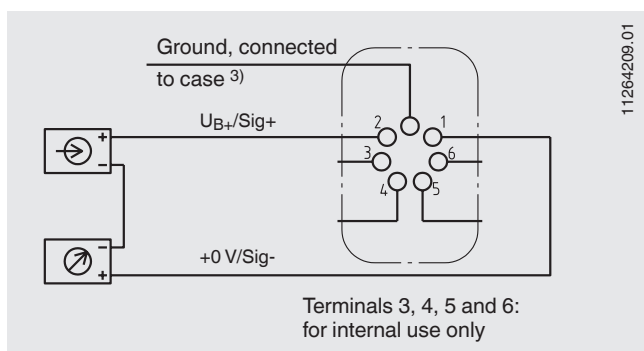 Ground, connected
to case 3)
UB+/Sig+
2
1
3
6
4
5
+
−
−
+
+0 V/Sig-
Terminals 3, 4, 5 and 6:
for internal use only
11264209.01